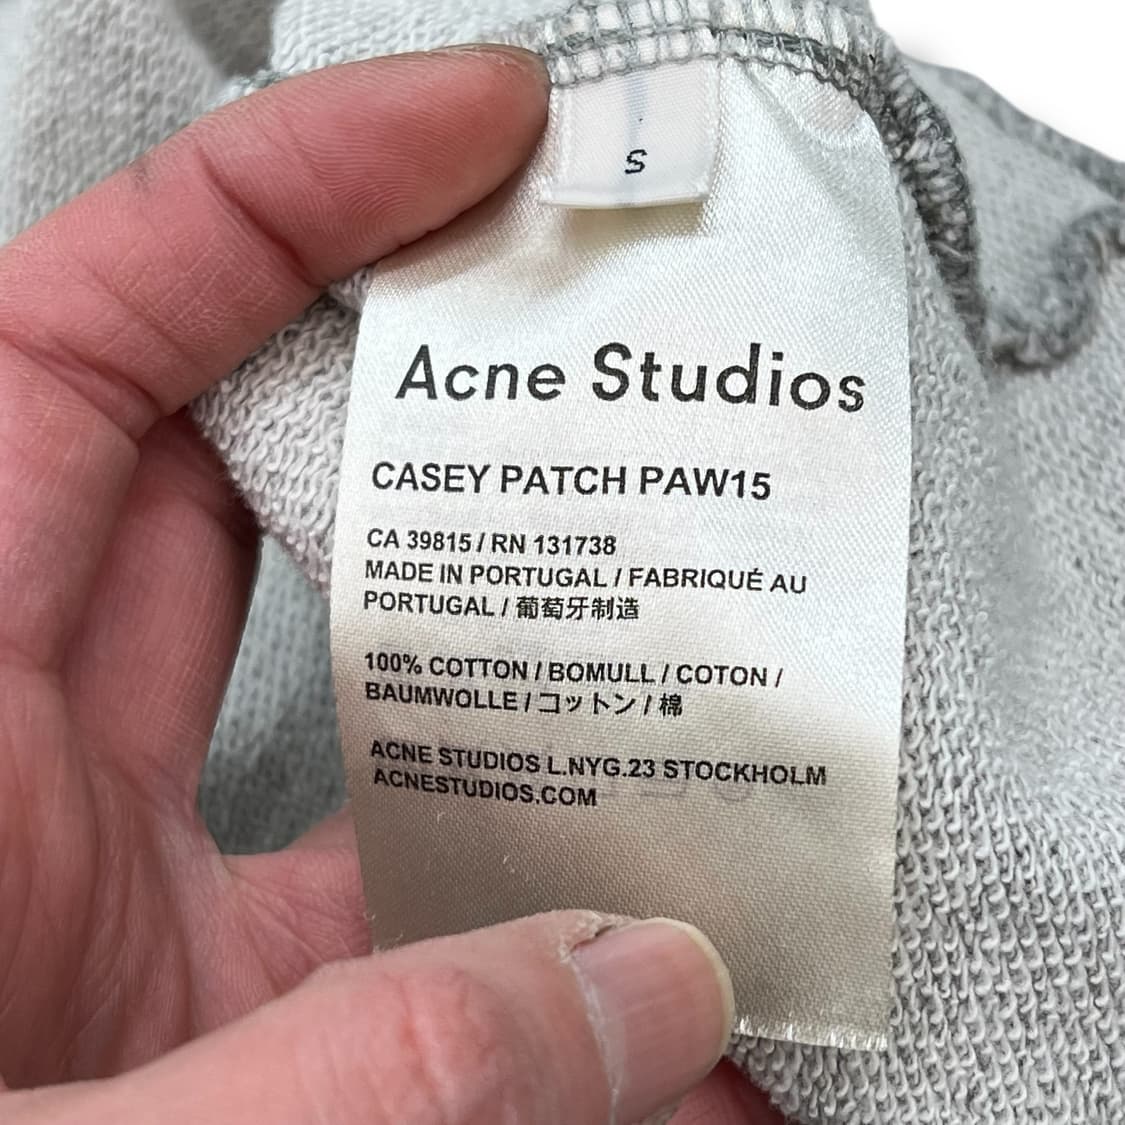 S
Acne Studios
CASEY PATCH PAW15
CA 39815 / RN 131738
MADE IN PORTUGAL / FABRIQUÉ AU
PORTUGAL / 葡萄牙制造
100% COTTON / BOMULL / COTON /
BAUMWOLLE / コットン / 棉
ACNE STUDIOS L.NYG.23 STOCKHOLM
ACNESTUDIOS.COM